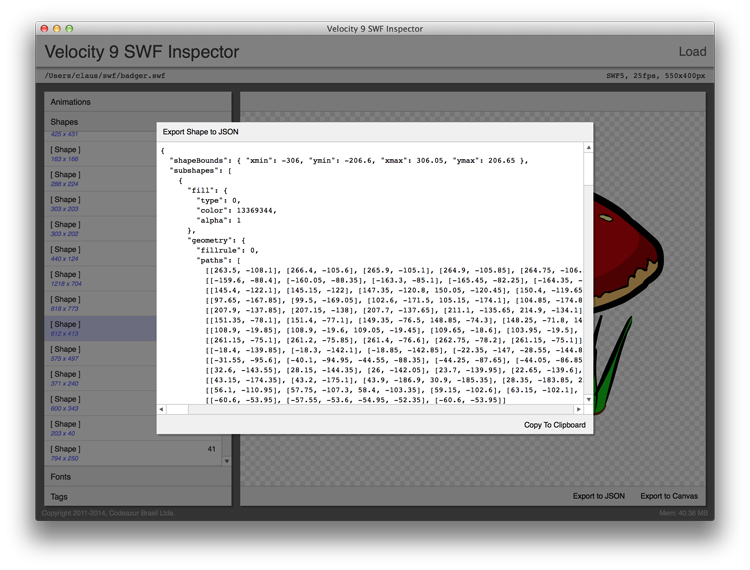 Velocity 9 SWF Inspector
Velocity 9 SWF Inspector
Load
/Users/claus/swf/badger.swf
SWF5, 25fps, 550x400px
Animations
Shapes
425 x 431
[ Shape ]
163 x 166
[ Shape ]
288 x 224
[ Shape ]
303 x 203
[ Shape ]
303 x 202
[ Shape ]
440 x 124
[ Shape ]
1218 x 704
[ Shape ]
818 x 773
[ Shape ]
612 x 413
[ Shape ]
575 x 497
[ Shape ]
371 x 240
[ Shape ]
600 x 343
[ Shape ]
203 x 40
[ Shape ]
41
794 x 250
Fonts
Tags
Export Shape to JSON
{
"shapeBounds": { "xmin": -306, "ymin": -206.6, "xmax": 306.05, "ymax": 206.65 },
"subshapes": [
{
"fill": {
"type": 0,
"color": 13369344,
"alpha": 1
},
"geometry": {
"fillrule": 0,
"paths": [
[[263.5, -108.1], [266.4, -105.6], [265.9, -105.1], [264.9, -105.85], [264.75, -106.
[[-159.6, -88.4], [-160.05, -88.35], [-163.3, -85.1], [-165.45, -82.25], [-164.35, -
[[145.4, -122.1], [145.15, -122], [147.35, -120.8, 150.05, -120.45], [150.4, -119.65
[[97.65, -167.85], [99.5, -169.05], [102.6, -171.5, 105.15, -174.1], [104.85, -174.8
[[207.9, -137.85], [207.15, -138], [207.7, -137.65], [211.1, -135.65, 214.9, -134.1]
[[151.35, -78.1], [151.4, -77.1], [149.35, -76.5, 148.85, -74.3], [148.25, -71.8, 14
[[108.9, -19.85], [108.9, -19.6, 109.05, -19.45], [109.65, -18.6], [103.95, -19.5],
[[261.15, -75.1], [261.2, -75.85], [261.4, -76.6], [262.75, -78.2], [261.15, -75.1]]
[[-18.4, -139.85], [-18.3, -142.1], [-18.85, -142.85], [-22.35, -147, -28.55, -144.8
[[-31.55, -95.6], [-40.1, -94.95, -44.55, -88.35], [-44.25, -87.65], [-44.05, -86.85
[[32.6, -143.55], [28.15, -144.35], [26, -142.05], [23.7, -139.95], [22.65, -139.6],
[[43.15, -174.35], [43.2, -175.1], [43.9, -186.9, 30.9, -185.35], [28.35, -183.85, 2
[[56.1, -110.95], [57.75, -107.3, 58.4, -103.35], [59.15, -102.6], [63.15, -102.1],
[[-60.6, -53.95], [-57.55, -53.6, -54.95, -52.35], [-60.6, -53.95]]
Copy To Clipboard
Export to JSON
Export to Canvas
Copyright 2011-2014, Codeazur Brasil Ltda.
Mem: 40.38 MB